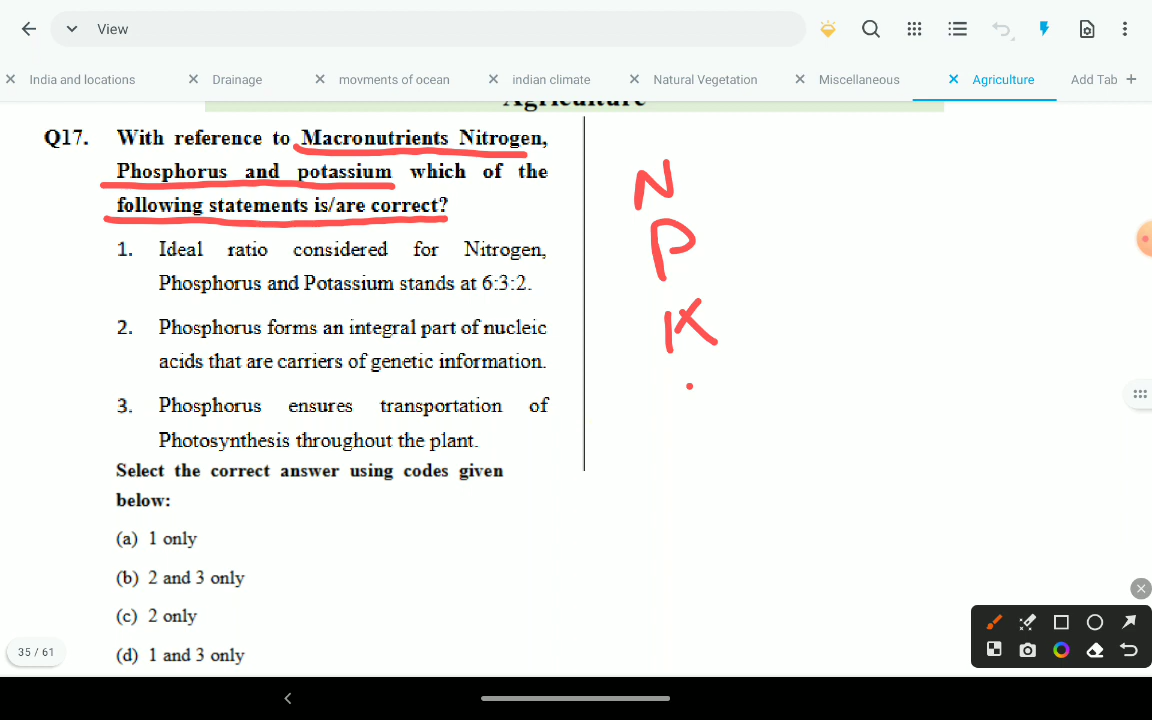 View
India and locations
Drainage
movments of ocean
indian climate
Natural Vegetation
Miscellaneous
Agriculture
Add Tab +
Agriculture
Q17. With reference to Macronutrients Nitrogen,
Phosphorus and potassium which of the
following statements is/are correct?
1. Ideal ratio considered for Nitrogen,
Phosphorus and Potassium stands at 6:3:2.
2. Phosphorus forms an integral part of nucleic
acids that are carriers of genetic information.
3. Phosphorus ensures transportation of
Photosynthesis throughout the plant.
Select the correct answer using codes given
below:
(a) 1 only
(b) 2 and 3 only
(c) 2 only
(d) 1 and 3 only
N
P
K
35 / 61